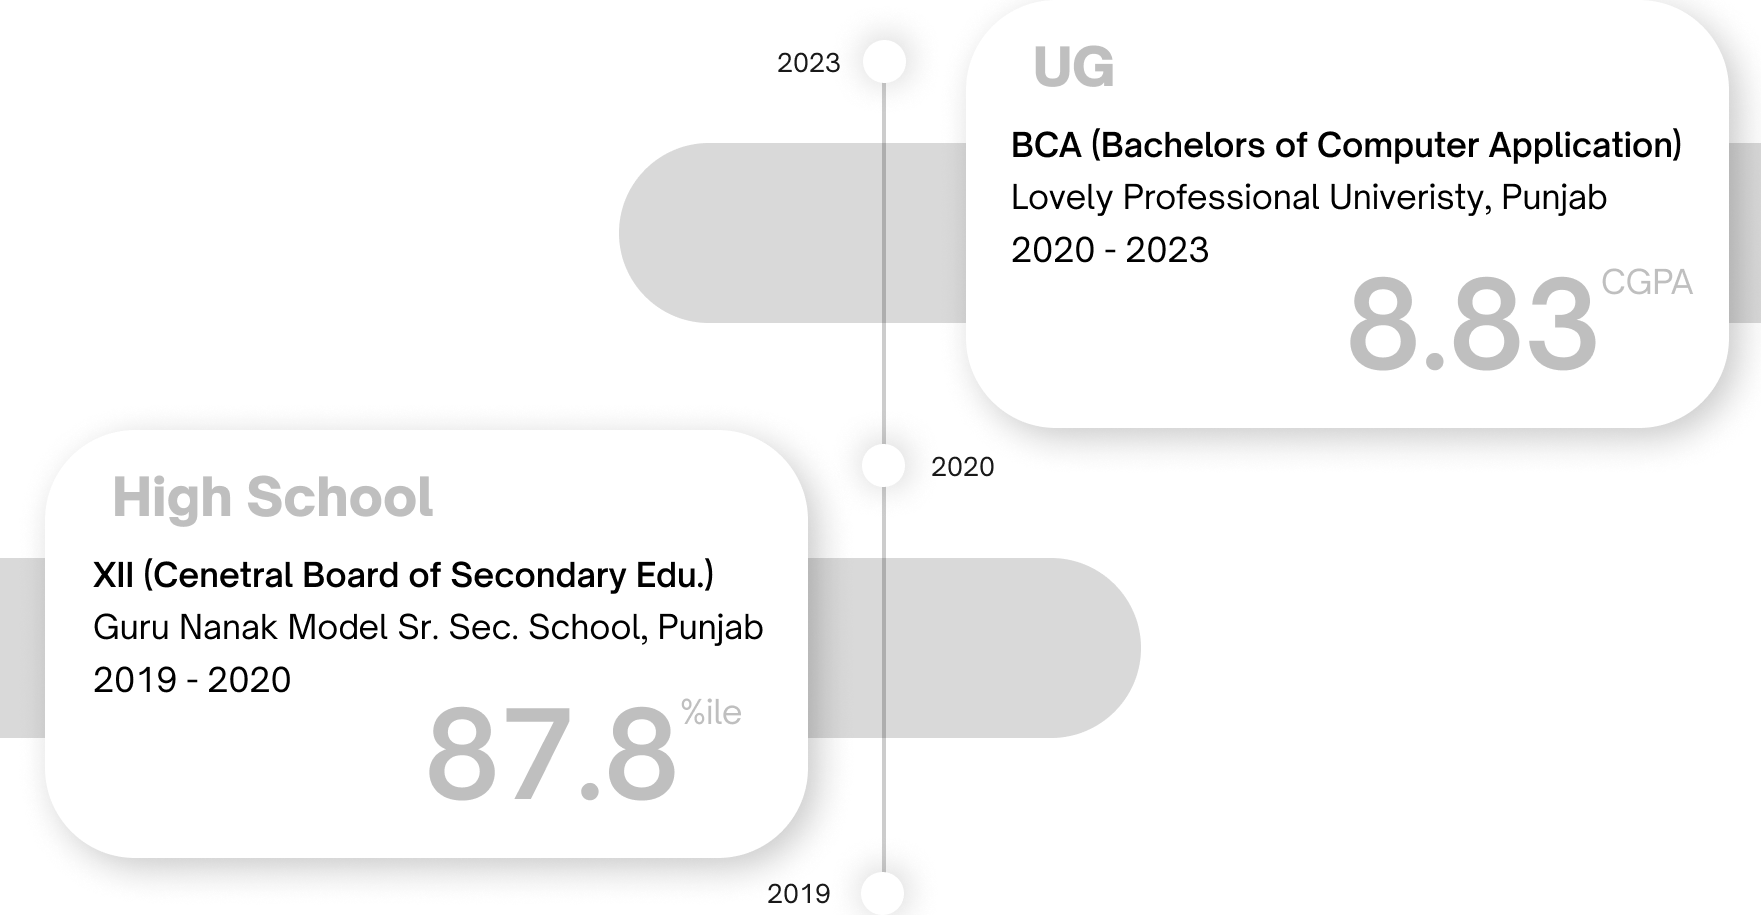 2023
UG
BCA (Bachelors of Computer Application)
Lovely Professional Univeristy, Punjab
2020 - 2023
8.83 CGPA
2020
High School
XII (Cenetral Board of Secondary Edu.)
Guru Nanak Model Sr. Sec. School, Punjab
2019 - 2020
87.8 %ile
2019